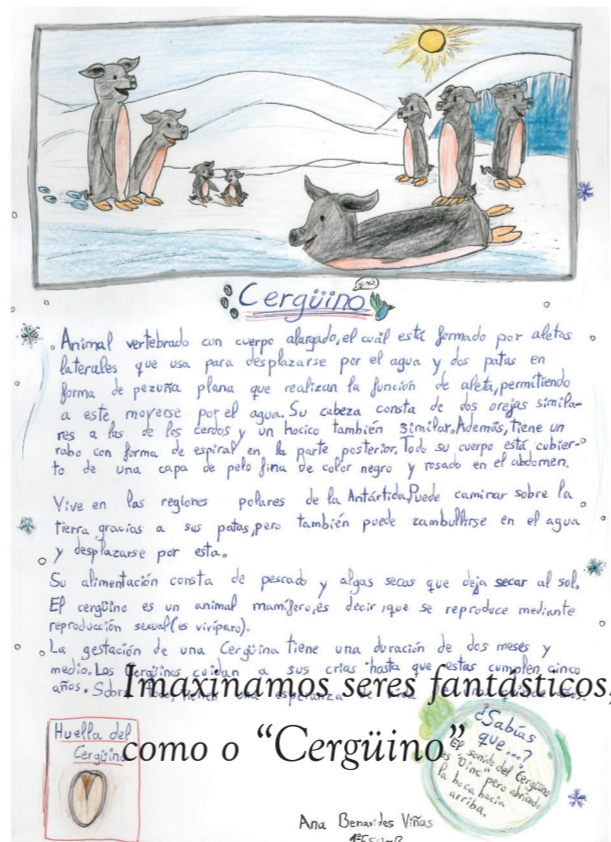 Cergüino
Animal vertebrado con cuerpo alargado, el cuál está formado por aletas
laterales que usa para desplazarse por el agua y dos patas en
forma de pezuña plana que realizan la función de aleta, permitiendo
a este, moverse por el agua. Su cabeza consta de dos orejas simila-
res a las de los cerdos y un hocico también similar. Además, tiene un
rabo con forma de espiral en la parte posterior. Todo su cuerpo está cubier-
to de una capa de pelo fina de color negro y rosado en el abdomen.
Vive en las regiones polares de la Antártida. Puede caminar sobre la
tierra gracias a sus patas, pero también puede zambullirse en el agua
y desplazarse por esta.
Su alimentación consta de pescado y algas secas que deja secar al sol.
El cergüino es un animal mamífero, es decir, que se reproduce mediante
reproducción sexual (es vivíparo).
La gestación de una Cergüina tiene una duración de dos meses y
medio. Los Cergüinos cuidan a sus crias hasta que estas cumplen cinco
años.
Imaxinamos seres fantásticos,
como o "Cergüino"
Huella del
Cergüino
¿Sabías
que...?
El sonido del Cergüino
es "Oinc" pero abriendo
la boca hacia
arriba.
Ana Benavides Viñas